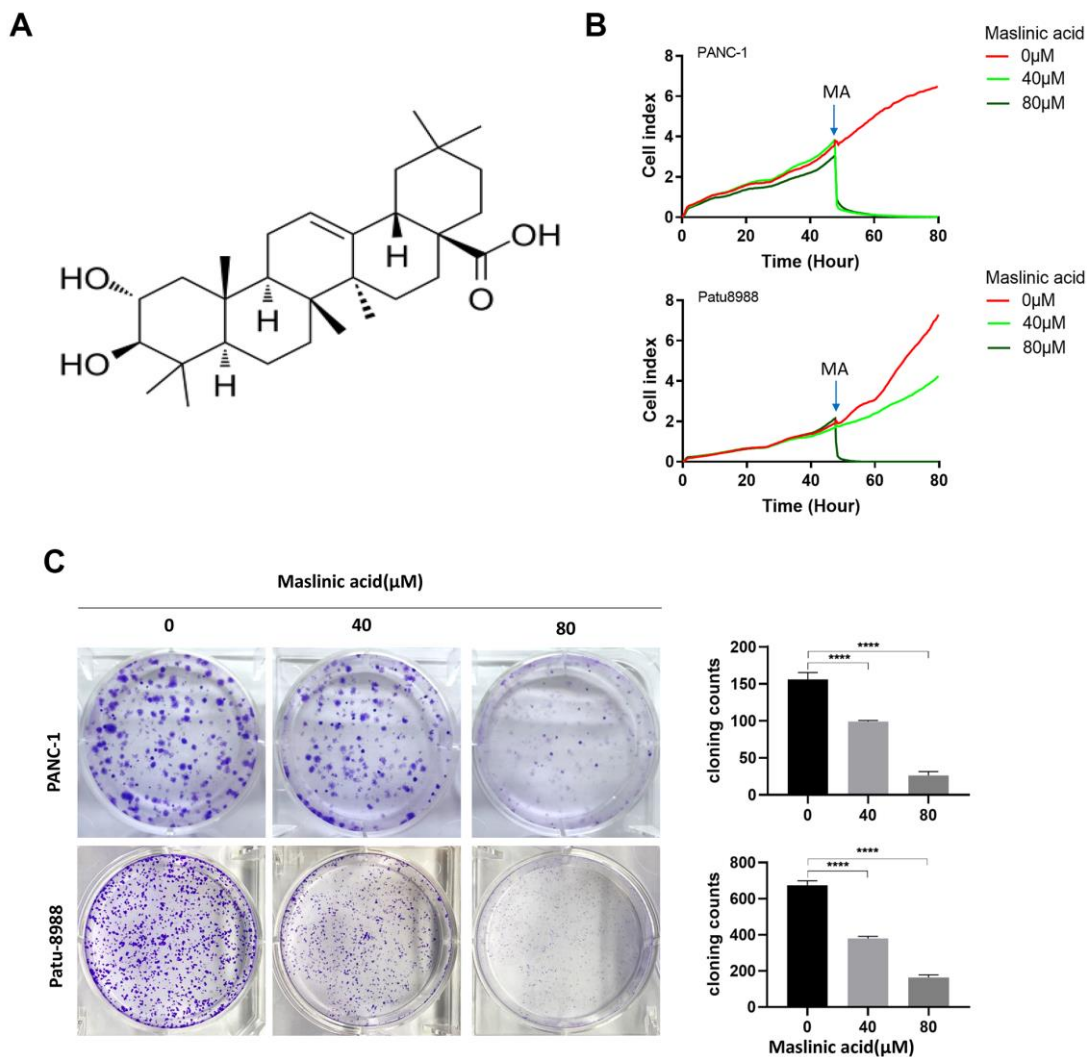 A
HO
HO
H
H
H
OH
O
B
PANC-1
Maslinic acid
0µM
40µM
80µM
MA
Cell index
8
6
4
2
0
0 20 40 60 80
Time (Hour)
Patu8988
Maslinic acid
0µM
40µM
80µM
MA
Cell index
8
6
4
2
0
0 20 40 60 80
Time (Hour)
C
Maslinic acid(µM)
0 40 80
PANC-1
Patu-8988
cloning counts
200
150
100
50
0
****
****
0 40 80
cloning counts
800
600
400
200
0
****
****
0 40 80
Maslinic acid(µM)